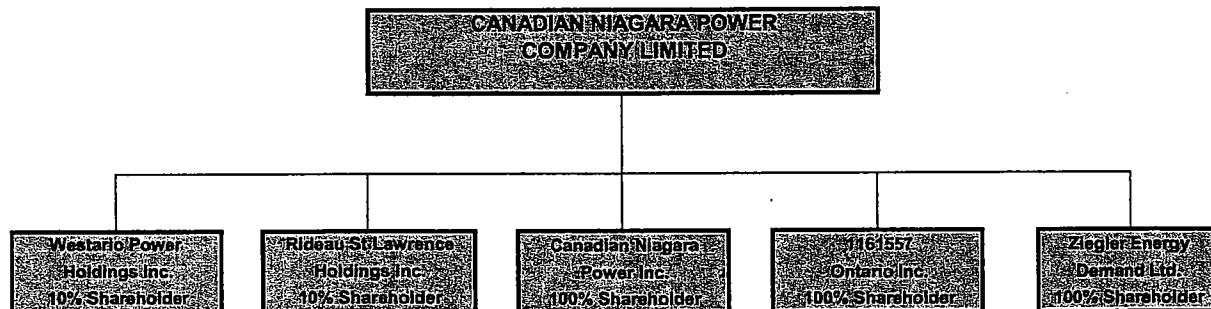 CANADIAN NIAGARA POWER
COMPANY LIMITED
Westario Power
Holdings Inc.
10% Shareholder
Rideau St. Lawrence
Holdings Inc.
10% Shareholder
Canadian Niagara
Power Inc.
100% Shareholder
1161557
Ontario Inc.
100% Shareholder
Ziegler Energy
Demand Ltd.
100% Shareholder